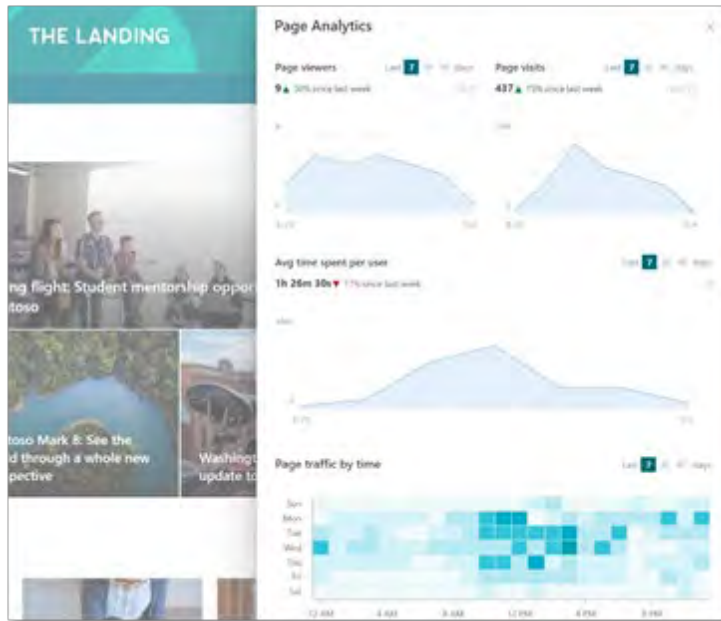 THE LANDING
Page Analytics
Page viewers
Last 7 days
9▲ 50% since last week
Page visits
Last 7 days
437▲ 15% since last week
ng flight: Student mentorship oppor
toso
Avg time spent per user
Last 7 days
1h 26m 30s▼ 17% since last week
toso Mark 8: See the
d through a whole new
pective
Washingt
update to
Page traffic by time
Last 7 days
Sun
Mon
Tue
Wed
Thu
Fri
Sat
12 AM 4 AM 8 AM 12 PM 4 PM 8 PM